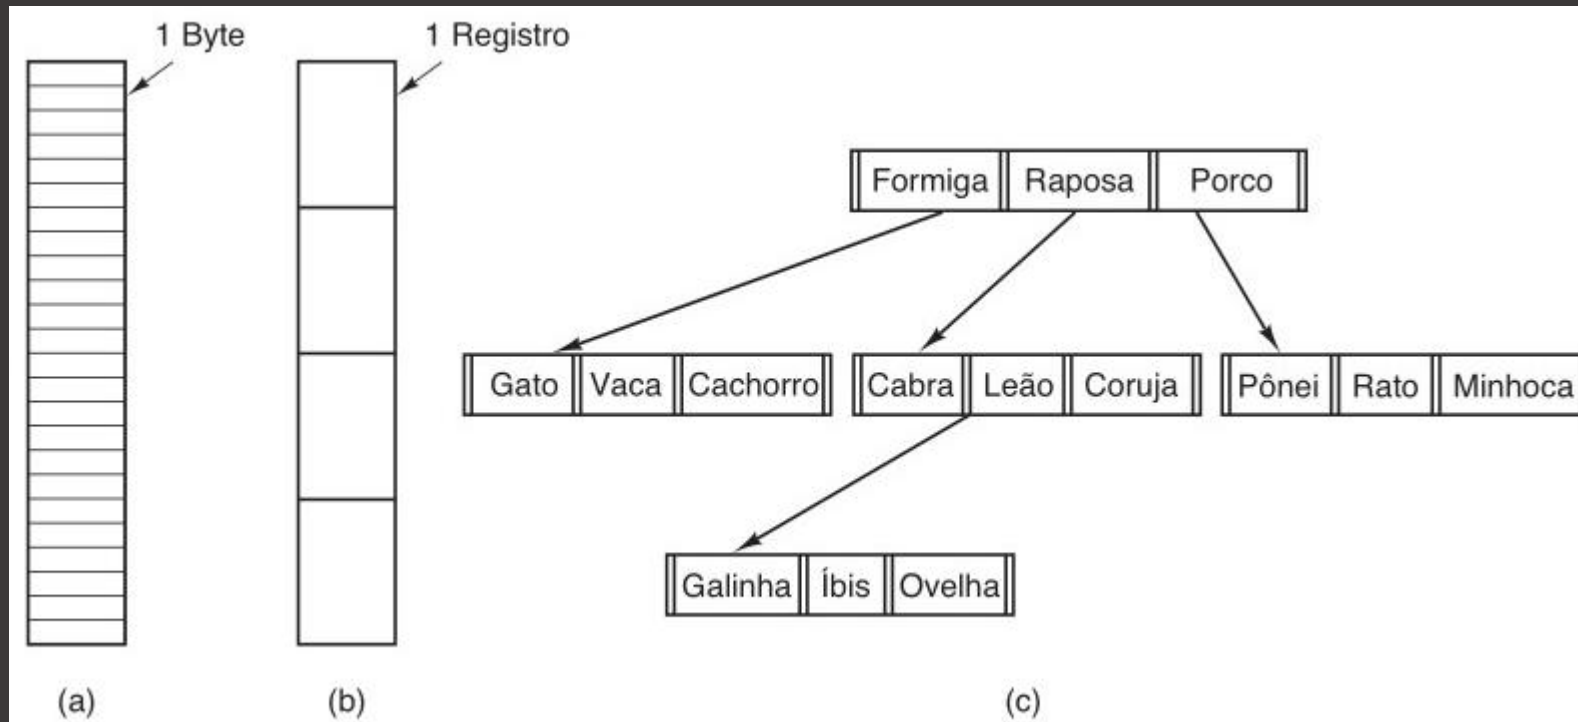 1 Byte
1 Registro
Formiga Raposa Porco
Gato Vaca Cachorro Cabra Leão Coruja Pônei Rato Minhoca
Galinha Íbis Ovelha
(a) (b) (c)